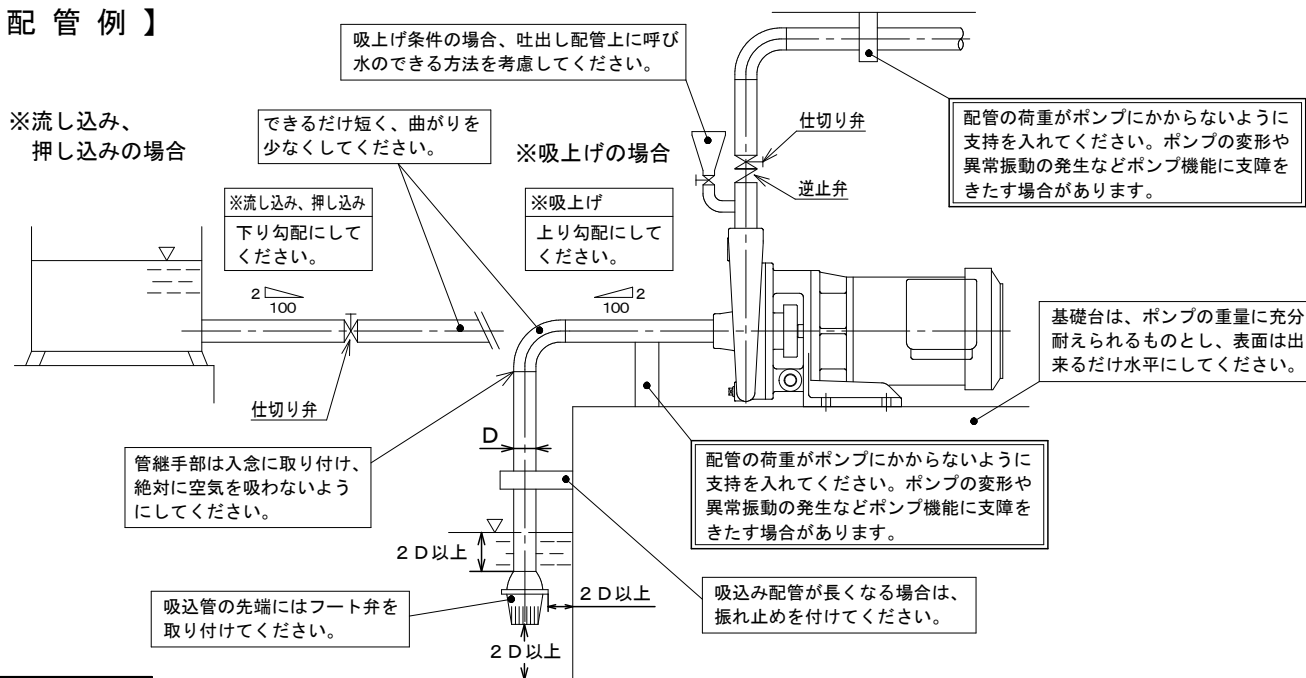 配管例】
※流し込み、
押し込みの場合
吸上げ条件の場合、吐出し配管上に呼び
水のできる方法を考慮してください。
できるだけ短く、曲がりを
少なくしてください。
※吸上げの場合
仕切り弁
逆止弁
配管の荷重がポンプにかからないように
支持を入れてください。ポンプの変形や
異常振動の発生などポンプ機能に支障を
きたす場合があります。
※流し込み、押し込み
下り勾配にして
ください。
※吸上げ
上り勾配にして
ください。
2
100
2
100
仕切り弁
基礎台は、ポンプの重量に充分
耐えられるものとし、表面は出
来るだけ水平にしてください。
D
管継手部は入念に取り付け、
絶対に空気を吸わないよう
にしてください。
配管の荷重がポンプにかからないように
支持を入れてください。ポンプの変形や
異常振動の発生などポンプ機能に支障を
きたす場合があります。
2D以上
2D以上
吸込管の先端にはフート弁を
取り付けてください。
吸込み配管が長くなる場合は、
振れ止めを付けてください。
2D以上